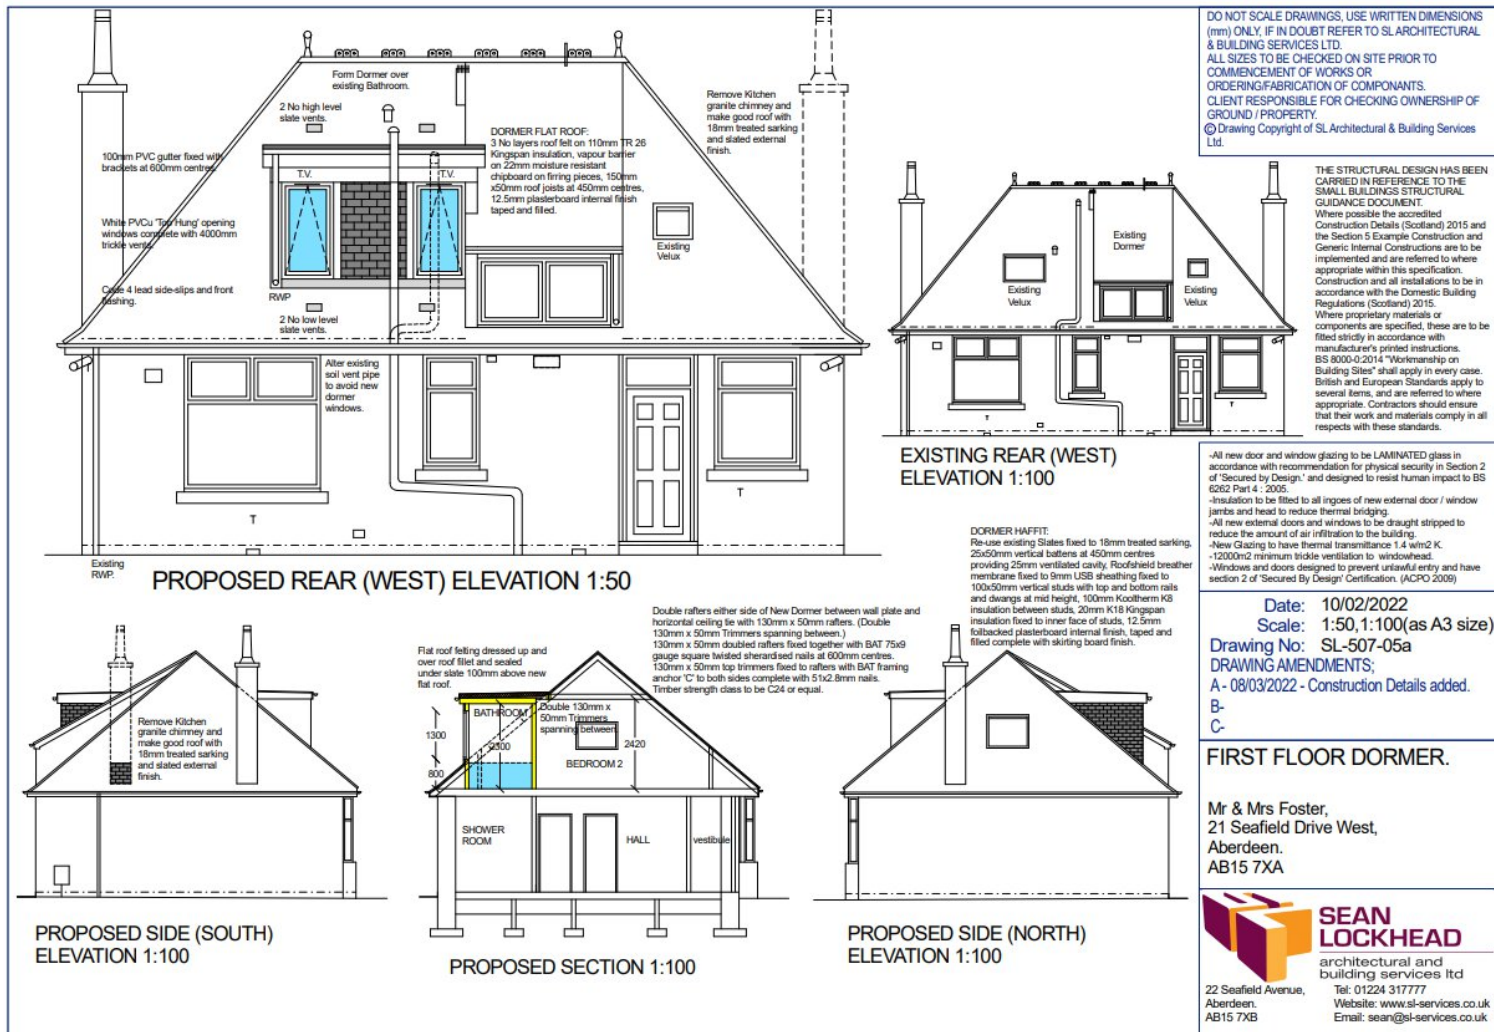 Form Dormer over
existing Bathroom.
2 No high level
slate vents.
100mm PVC gutter fixed with
brackets at 600mm centres.
T.V.
T.V.
DORMER FLAT ROOF:
3 No layers roof felt on 110mm TR 26
Kingspan insulation, vapour barrier
on 22mm moisture resistant
chipboard on firring pieces, 150mm
x50mm roof joists at 450mm centres,
12.5mm plasterboard internal finish
taped and filled.
Remove Kitchen
granite chimney and
make good roof with
18mm treated sarking
and slated external
finish.
White PVCu 'Top Hung' opening
windows complete with 4000mm
trickle vents.
Code 4 lead side-slips and front
flashing.
RWP
2 No low level
slate vents.
Existing
Velux
Alter existing
soil vent pipe
to avoid new
dormer
windows.
T
T
Existing
RWP.
PROPOSED REAR (WEST) ELEVATION 1:50
Existing
Dormer
Existing
Velux
Existing
Velux
T
T
EXISTING REAR (WEST)
ELEVATION 1:100
DORMER HAFFIT:
Re-use existing Slates fixed to 18mm treated sarking,
25x50mm vertical battens at 450mm centres
providing 25mm ventilated cavity, Roofshield breather
membrane fixed to 9mm USB sheathing fixed to
100x50mm vertical studs with top and bottom rails
and dwangs at mid height, 100mm Kooltherm K8
insulation between studs, 20mm K18 Kingspan
insulation fixed to inner face of studs, 12.5mm
foilbacked plasterboard internal finish, taped and
filled complete with skirting board finish.
Double rafters either side of New Dormer between wall plate and
horizontal ceiling tie with 130mm x 50mm rafters. (Double
130mm x 50mm Trimmers spanning between.)
130mm x 50mm doubled rafters fixed together with BAT 75x9
gauge square twisted sherardised nails at 600mm centres.
130mm x 50mm top trimmers fixed to rafters with BAT framing
anchor 'C' to both sides complete with 51x2.8mm nails.
Timber strength class to be C24 or equal.
Flat roof felting dressed up and
over roof fillet and sealed
under slate 100mm above new
flat roof.
Remove Kitchen
granite chimney and
make good roof with
18mm treated sarking
and slated external
finish.
PROPOSED SIDE (SOUTH)
ELEVATION 1:100
BATHROOM
Double 130mm x
50mm Trimmers
spanning between.
1300
2300
2420
800
BEDROOM 2
SHOWER
ROOM
HALL
vestibule
PROPOSED SECTION 1:100
PROPOSED SIDE (NORTH)
ELEVATION 1:100
DO NOT SCALE DRAWINGS, USE WRITTEN DIMENSIONS
(mm) ONLY, IF IN DOUBT REFER TO SL ARCHITECTURAL
& BUILDING SERVICES LTD.
ALL SIZES TO BE CHECKED ON SITE PRIOR TO
COMMENCEMENT OF WORKS OR
ORDERING/FABRICATION OF COMPONANTS.
CLIENT RESPONSIBLE FOR CHECKING OWNERSHIP OF
GROUND / PROPERTY.
© Drawing Copyright of SL Architectural & Building Services
Ltd.
THE STRUCTURAL DESIGN HAS BEEN
CARRIED IN REFERENCE TO THE
SMALL BUILDINGS STRUCTURAL
GUIDANCE DOCUMENT.
Where possible the accredited
Construction Details (Scotland) 2015 and
the Section 5 Example Construction and
Generic Internal Constructions are to be
implemented and are referred to where
appropriate within this specification.
Construction and all installations to be in
accordance with the Domestic Building
Regulations (Scotland) 2015.
Where proprietary materials or
components are specified, these are to be
fitted strictly in accordance with
manufacturer's printed instructions.
BS 8000-0:2014 "Workmanship on
Building Sites" shall apply in every case.
British and European Standards apply to
several items, and are referred to where
appropriate. Contractors should ensure
that their work and materials comply in all
respects with these standards.
-All new door and window glazing to be LAMINATED glass in
accordance with recommendation for physical security in Section 2
of 'Secured by Design.' and designed to resist human impact to BS
6262 Part 4 : 2005.
-Insulation to be fitted to all ingoes of new external door / window
jambs and head to reduce thermal bridging.
-All new external doors and windows to be draught stripped to
reduce the amount of air infiltration to the building.
-New Glazing to have thermal transmittance 1.4 w/m2 K.
-12000m2 minimum trickle ventilation to windowhead.
-Windows and doors designed to prevent unlawful entry and have
section 2 of 'Secured By Design' Certification. (ACPO 2009)
Date: 10/02/2022
Scale: 1:50,1:100(as A3 size)
Drawing No: SL-507-05a
DRAWING AMENDMENTS;
A - 08/03/2022 - Construction Details added.
B-
C-
FIRST FLOOR DORMER.
Mr & Mrs Foster,
21 Seafield Drive West,
Aberdeen.
AB15 7XA
SEAN
LOCKHEAD
architectural and
building services ltd
22 Seafield Avenue,
Aberdeen.
AB15 7XB
Tel: 01224 317777
Website: www.sl-services.co.uk
Email: sean@sl-services.co.uk